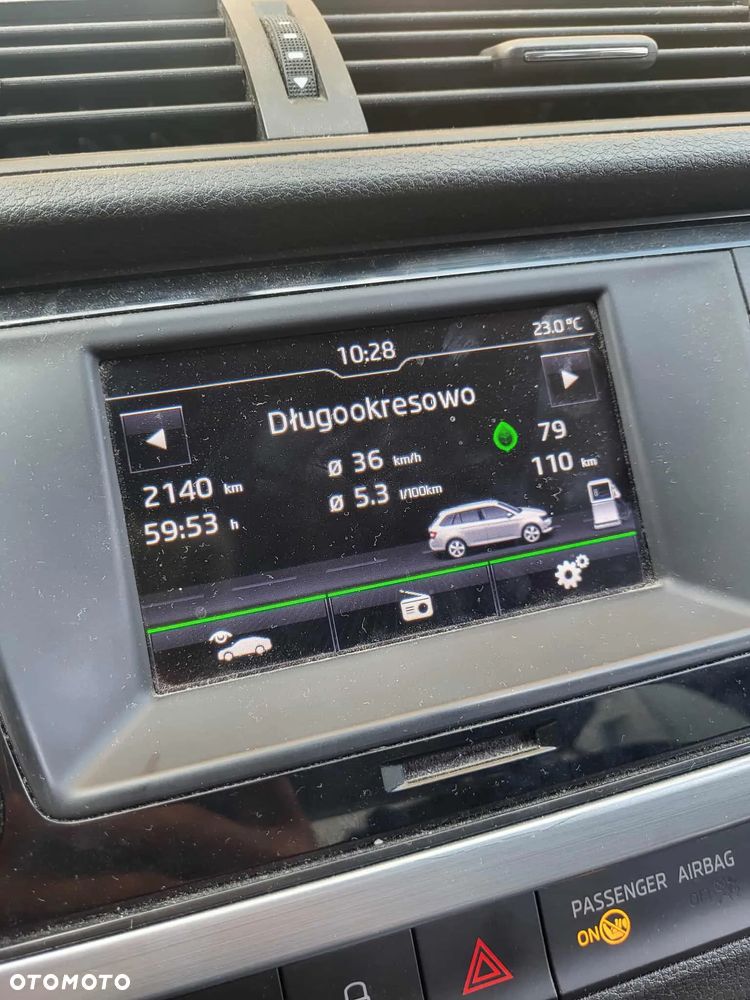 10:28
23.0 °C
Długookresowo
2140 km
59:53 h
ø 36 km/h
ø 5.3 l/100km
79
110 km
PASSENGER AIRBAG
ON
OFF
OTOMOTO